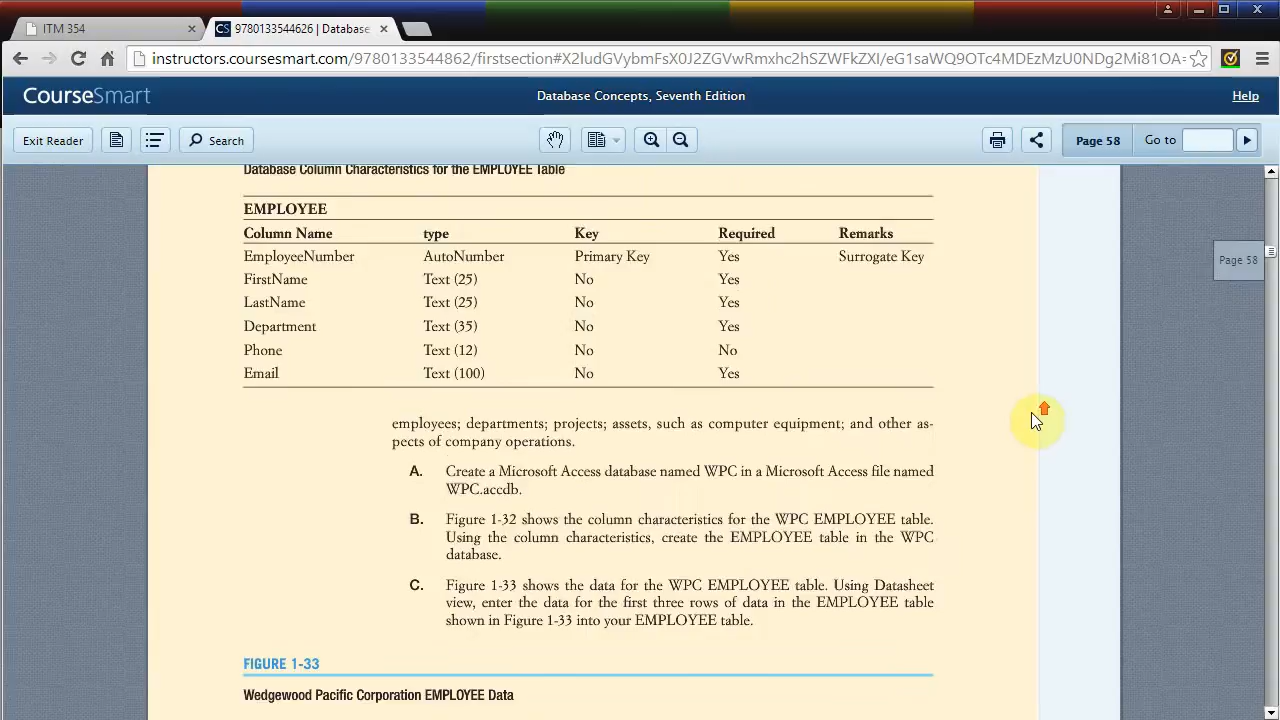 ITM 354
9780133544626 | Database
instructors.coursesmart.com/9780133544862/firstsection#X2ludGVybmFsX0J2ZGVwRmxhc2hSZWFkZXI/eG1saWQ9OTc4MDEzMzU0NDg2Mi81OA=
CourseSmart
Database Concepts, Seventh Edition
Help
Exit Reader
Search
Page 58
Go to
Database Column Characteristics for the EMPLOYEE Table
EMPLOYEE
Column Name type Key Required Remarks
EmployeeNumber AutoNumber Primary Key Yes Surrogate Key
FirstName Text (25) No Yes
LastName Text (25) No Yes
Department Text (35) No Yes
Phone Text (12) No No
Email Text (100) No Yes
Page 58
employees; departments; projects; assets, such as computer equipment; and other as-
pects of company operations.
A. Create a Microsoft Access database named WPC in a Microsoft Access file named
WPC.accdb.
B. Figure 1-32 shows the column characteristics for the WPC EMPLOYEE table.
Using the column characteristics, create the EMPLOYEE table in the WPC
database.
C. Figure 1-33 shows the data for the WPC EMPLOYEE table. Using Datasheet
view, enter the data for the first three rows of data in the EMPLOYEE table
shown in Figure 1-33 into your EMPLOYEE table.
FIGURE 1-33
Wedgewood Pacific Corporation EMPLOYEE Data